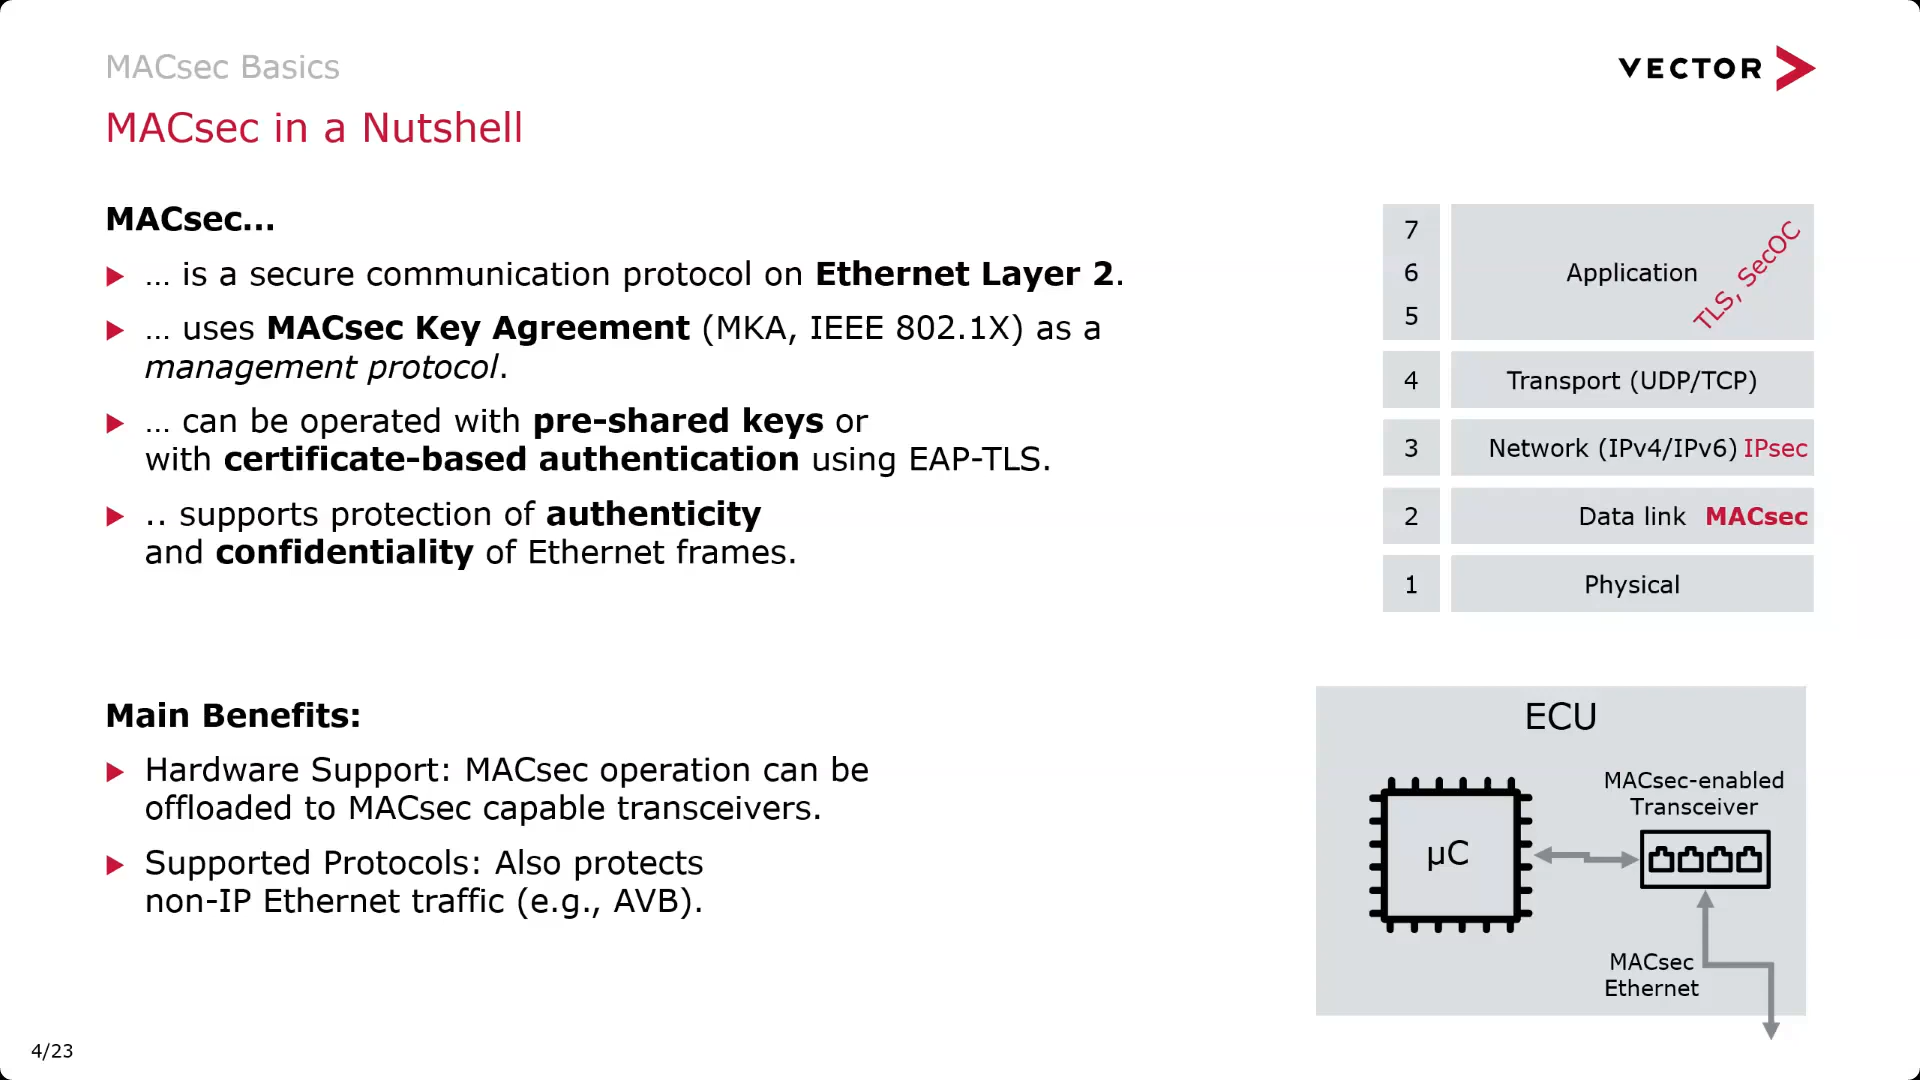 MACsec Basics
VECTOR
MACsec in a Nutshell
MACsec…
… is a secure communication protocol on Ethernet Layer 2.
… uses MACsec Key Agreement (MKA, IEEE 802.1X) as a
management protocol.
… can be operated with pre-shared keys or
with certificate-based authentication using EAP-TLS.
.. supports protection of authenticity
and confidentiality of Ethernet frames.
Main Benefits:
Hardware Support: MACsec operation can be
offloaded to MACsec capable transceivers.
Supported Protocols: Also protects
non-IP Ethernet traffic (e.g., AVB).
7
6
5
Application
TLS, SecOC
4 Transport (UDP/TCP)
3 Network (IPv4/IPv6) IPsec
2 Data link MACsec
1 Physical
ECU
MACsec-enabled
Transceiver
µC
MACsec
Ethernet
4/23